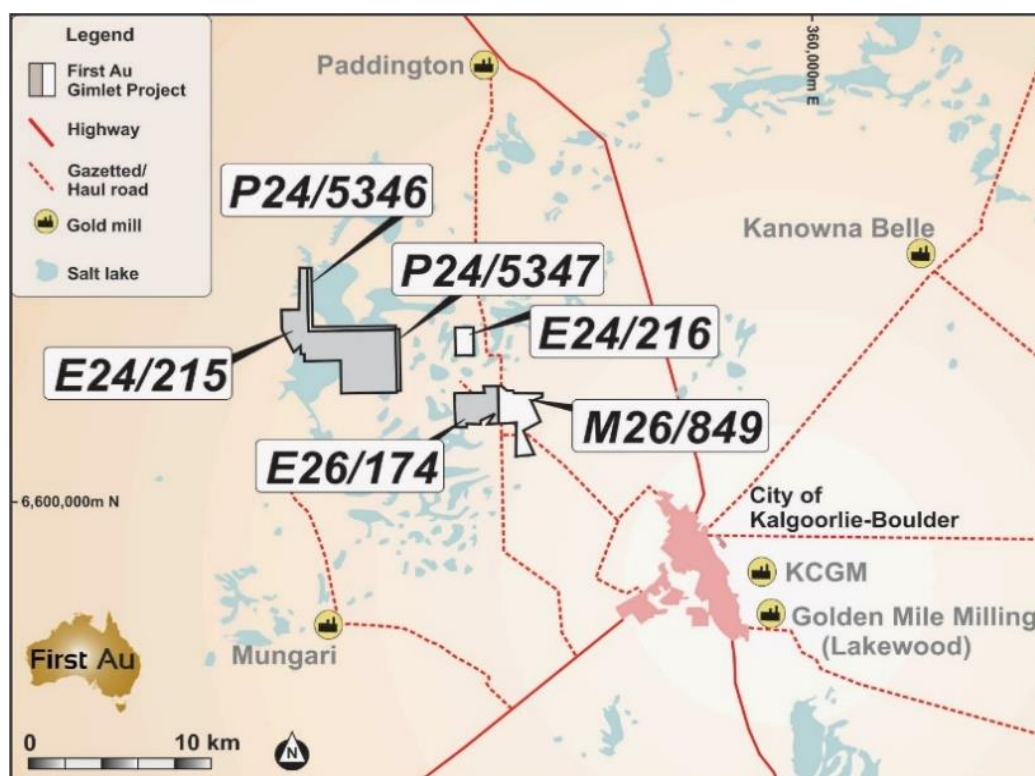 Legend
First Au
Gimlet Project
Highway
Gazetted/
Haul road
Gold mill
Salt lake
Paddington
360,000m E
Kanowna Belle
P24/5346
P24/5347
E24/215
E24/216
M26/849
E26/174
6,600,000m N
City of
Kalgoorlie-Boulder
KCGM
Golden Mile Milling
(Lakewood)
Mungari
First Au
0 10 km
N